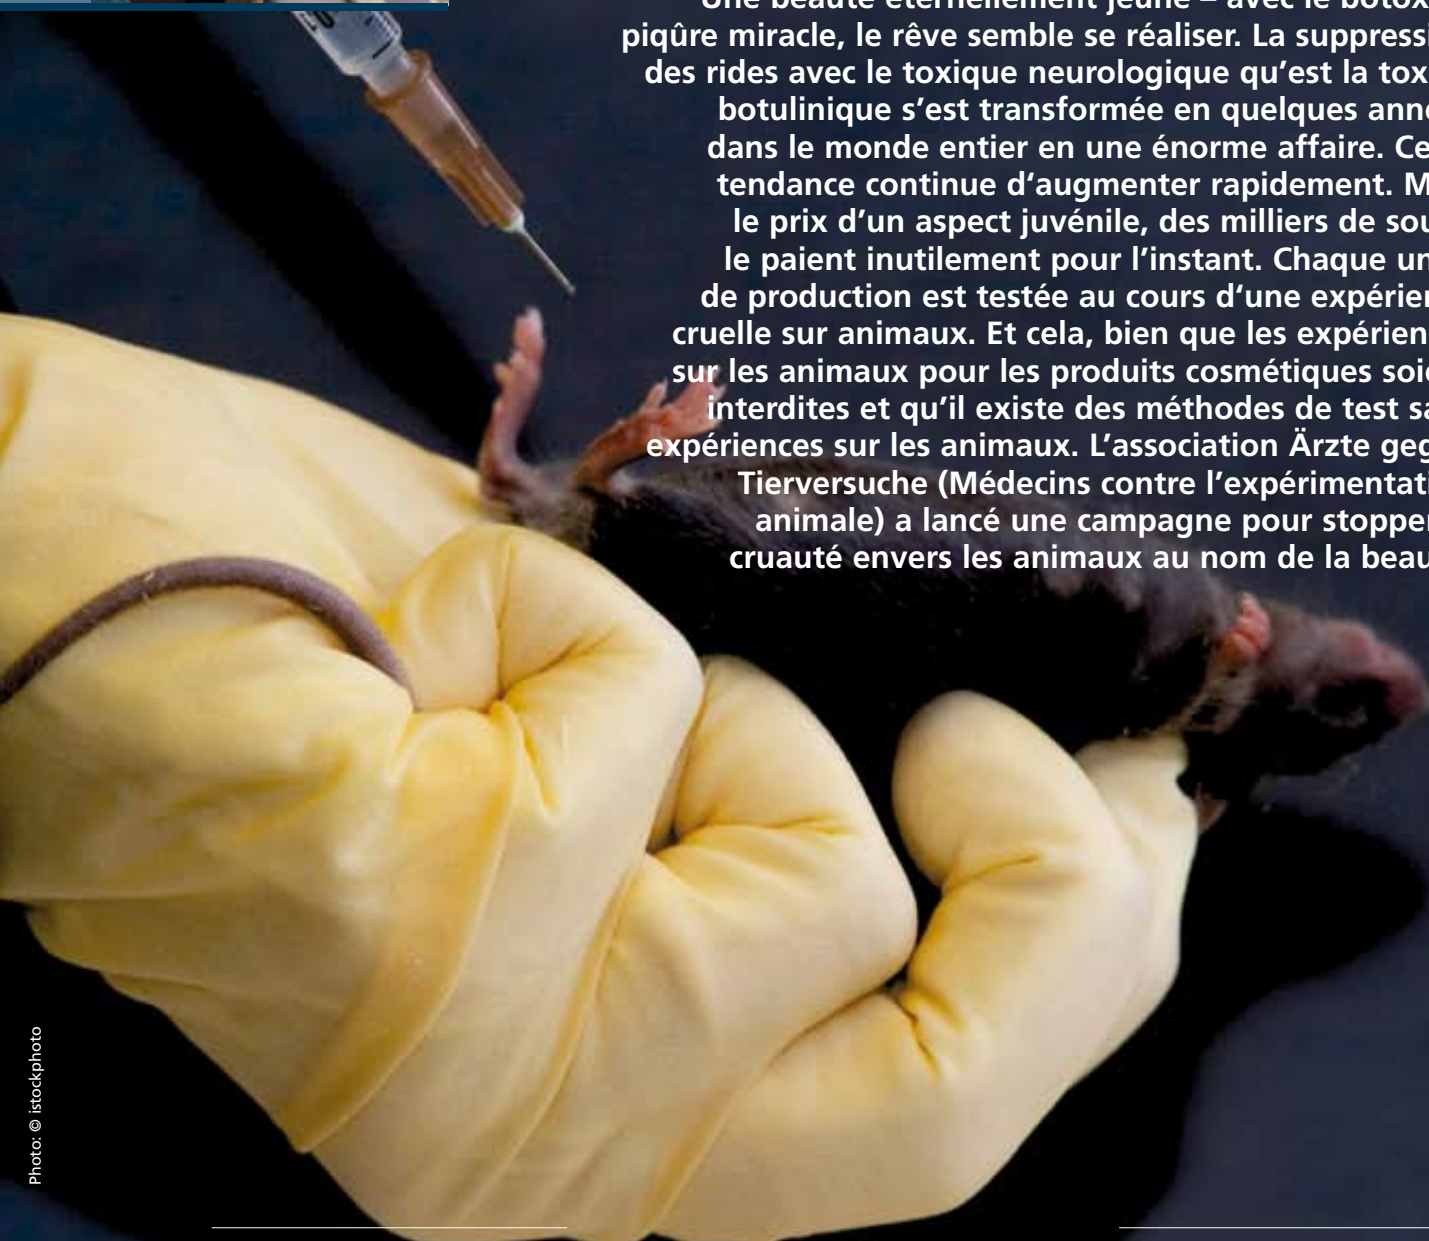 Une beauté éternellement jeune – avec le botox
piqûre miracle, le rêve semble se réaliser. La suppressi
des rides avec le toxique neurologique qu’est la tox
botulinique s’est transformée en quelques anné
dans le monde entier en une énorme affaire. Ce
tendance continue d‘augmenter rapidement. M
le prix d’un aspect juvénile, des milliers de sou
le paient inutilement pour l’instant. Chaque un
de production est testée au cours d‘une expérien
cruelle sur animaux. Et cela, bien que les expérien
sur les animaux pour les produits cosmétiques soie
interdites et qu’il existe des méthodes de test sa
expériences sur les animaux. L’association Ärzte geg
Tierversuche (Médecins contre l’expérimentati
animale) a lancé une campagne pour stopper
cruauté envers les animaux au nom de la beau
Photo: © istockphoto